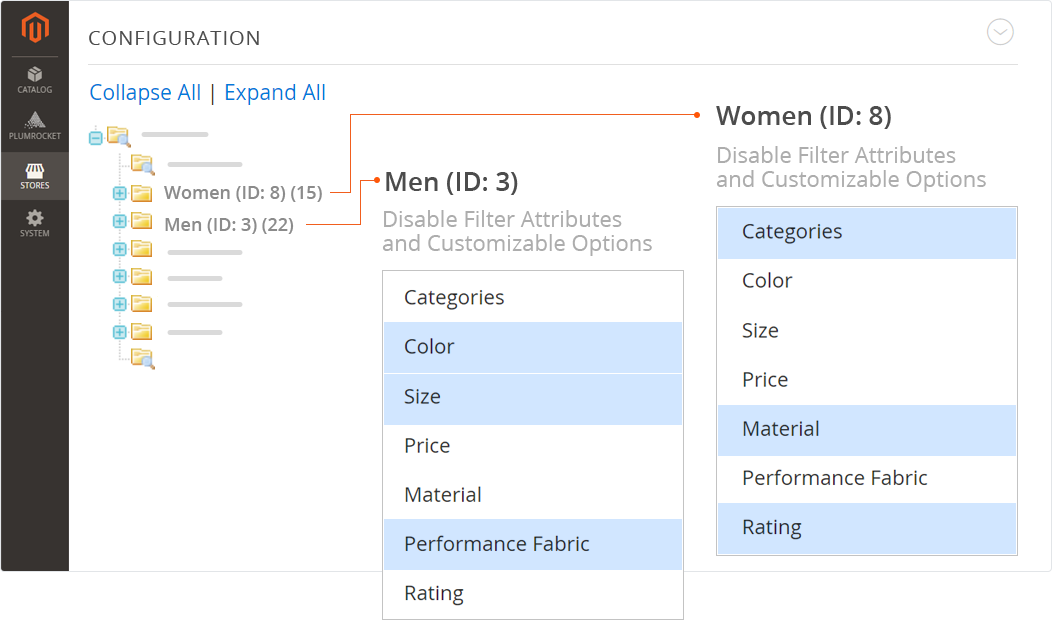 CONFIGURATION
CATALOG
PLUMROCKET
STORES
SYSTEM
Collapse All | Expand All
Women (ID: 8) (15)
Men (ID: 3) (22)
Men (ID: 3)
Disable Filter Attributes
and Customizable Options
Categories
Color
Size
Price
Material
Performance Fabric
Rating
Women (ID: 8)
Disable Filter Attributes
and Customizable Options
Categories
Color
Size
Price
Material
Performance Fabric
Rating